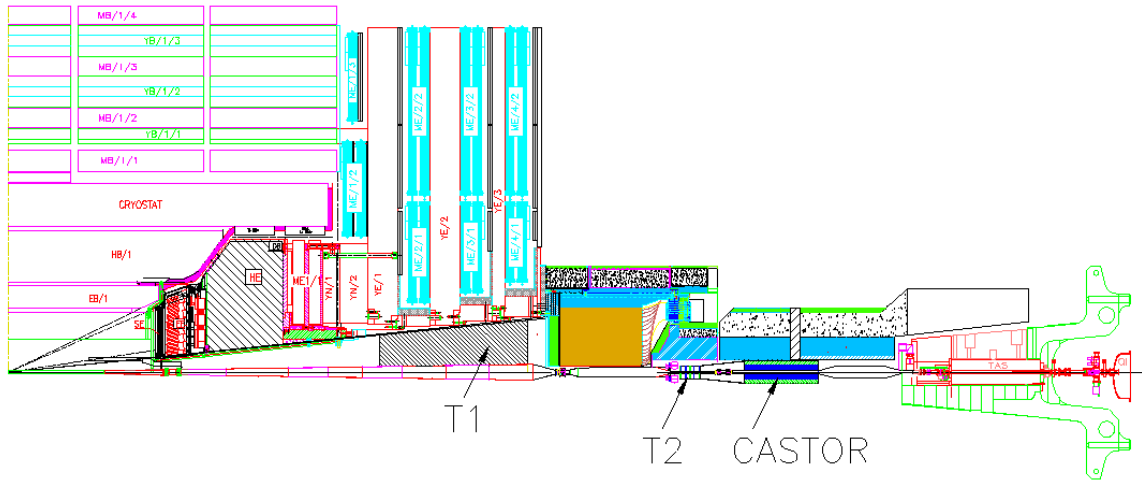 MB/1/4
YB/1/3
MB/1/3
YB/1/2
MB/1/2
YB/1/1
MB/1/1
CRYOSTAT
HB/1
EB/1
SE
HE
ME/1/3
ME/1/2
ME1/1
YN/1
YN/2
YE/1
ME/2/2
ME/2/1
YE/2
ME/3/2
ME/3/1
YE/3
ME/4/2
ME/4/1
TAS
T1
T2
CASTOR